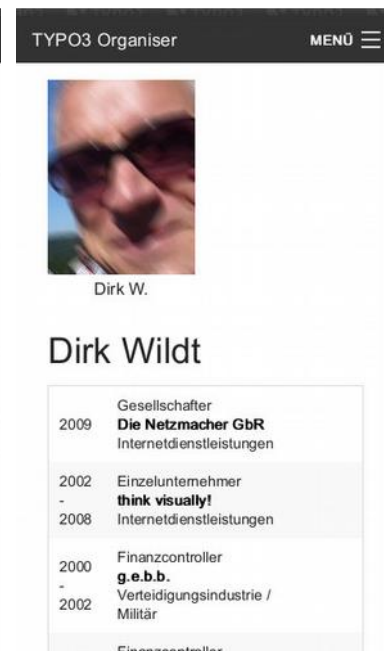 TYPO3 Organiser MENÜ
Dirk W.
Dirk Wildt
Gesellschafter
2009 Die Netzmacher GbR
Internetdienstleistungen
2002 Einzelunternehmer
- think visually!
2008 Internetdienstleistungen
2000 Finanzcontroller
- g.e.b.b.
2002 Verteidigungsindustrie /
Militär